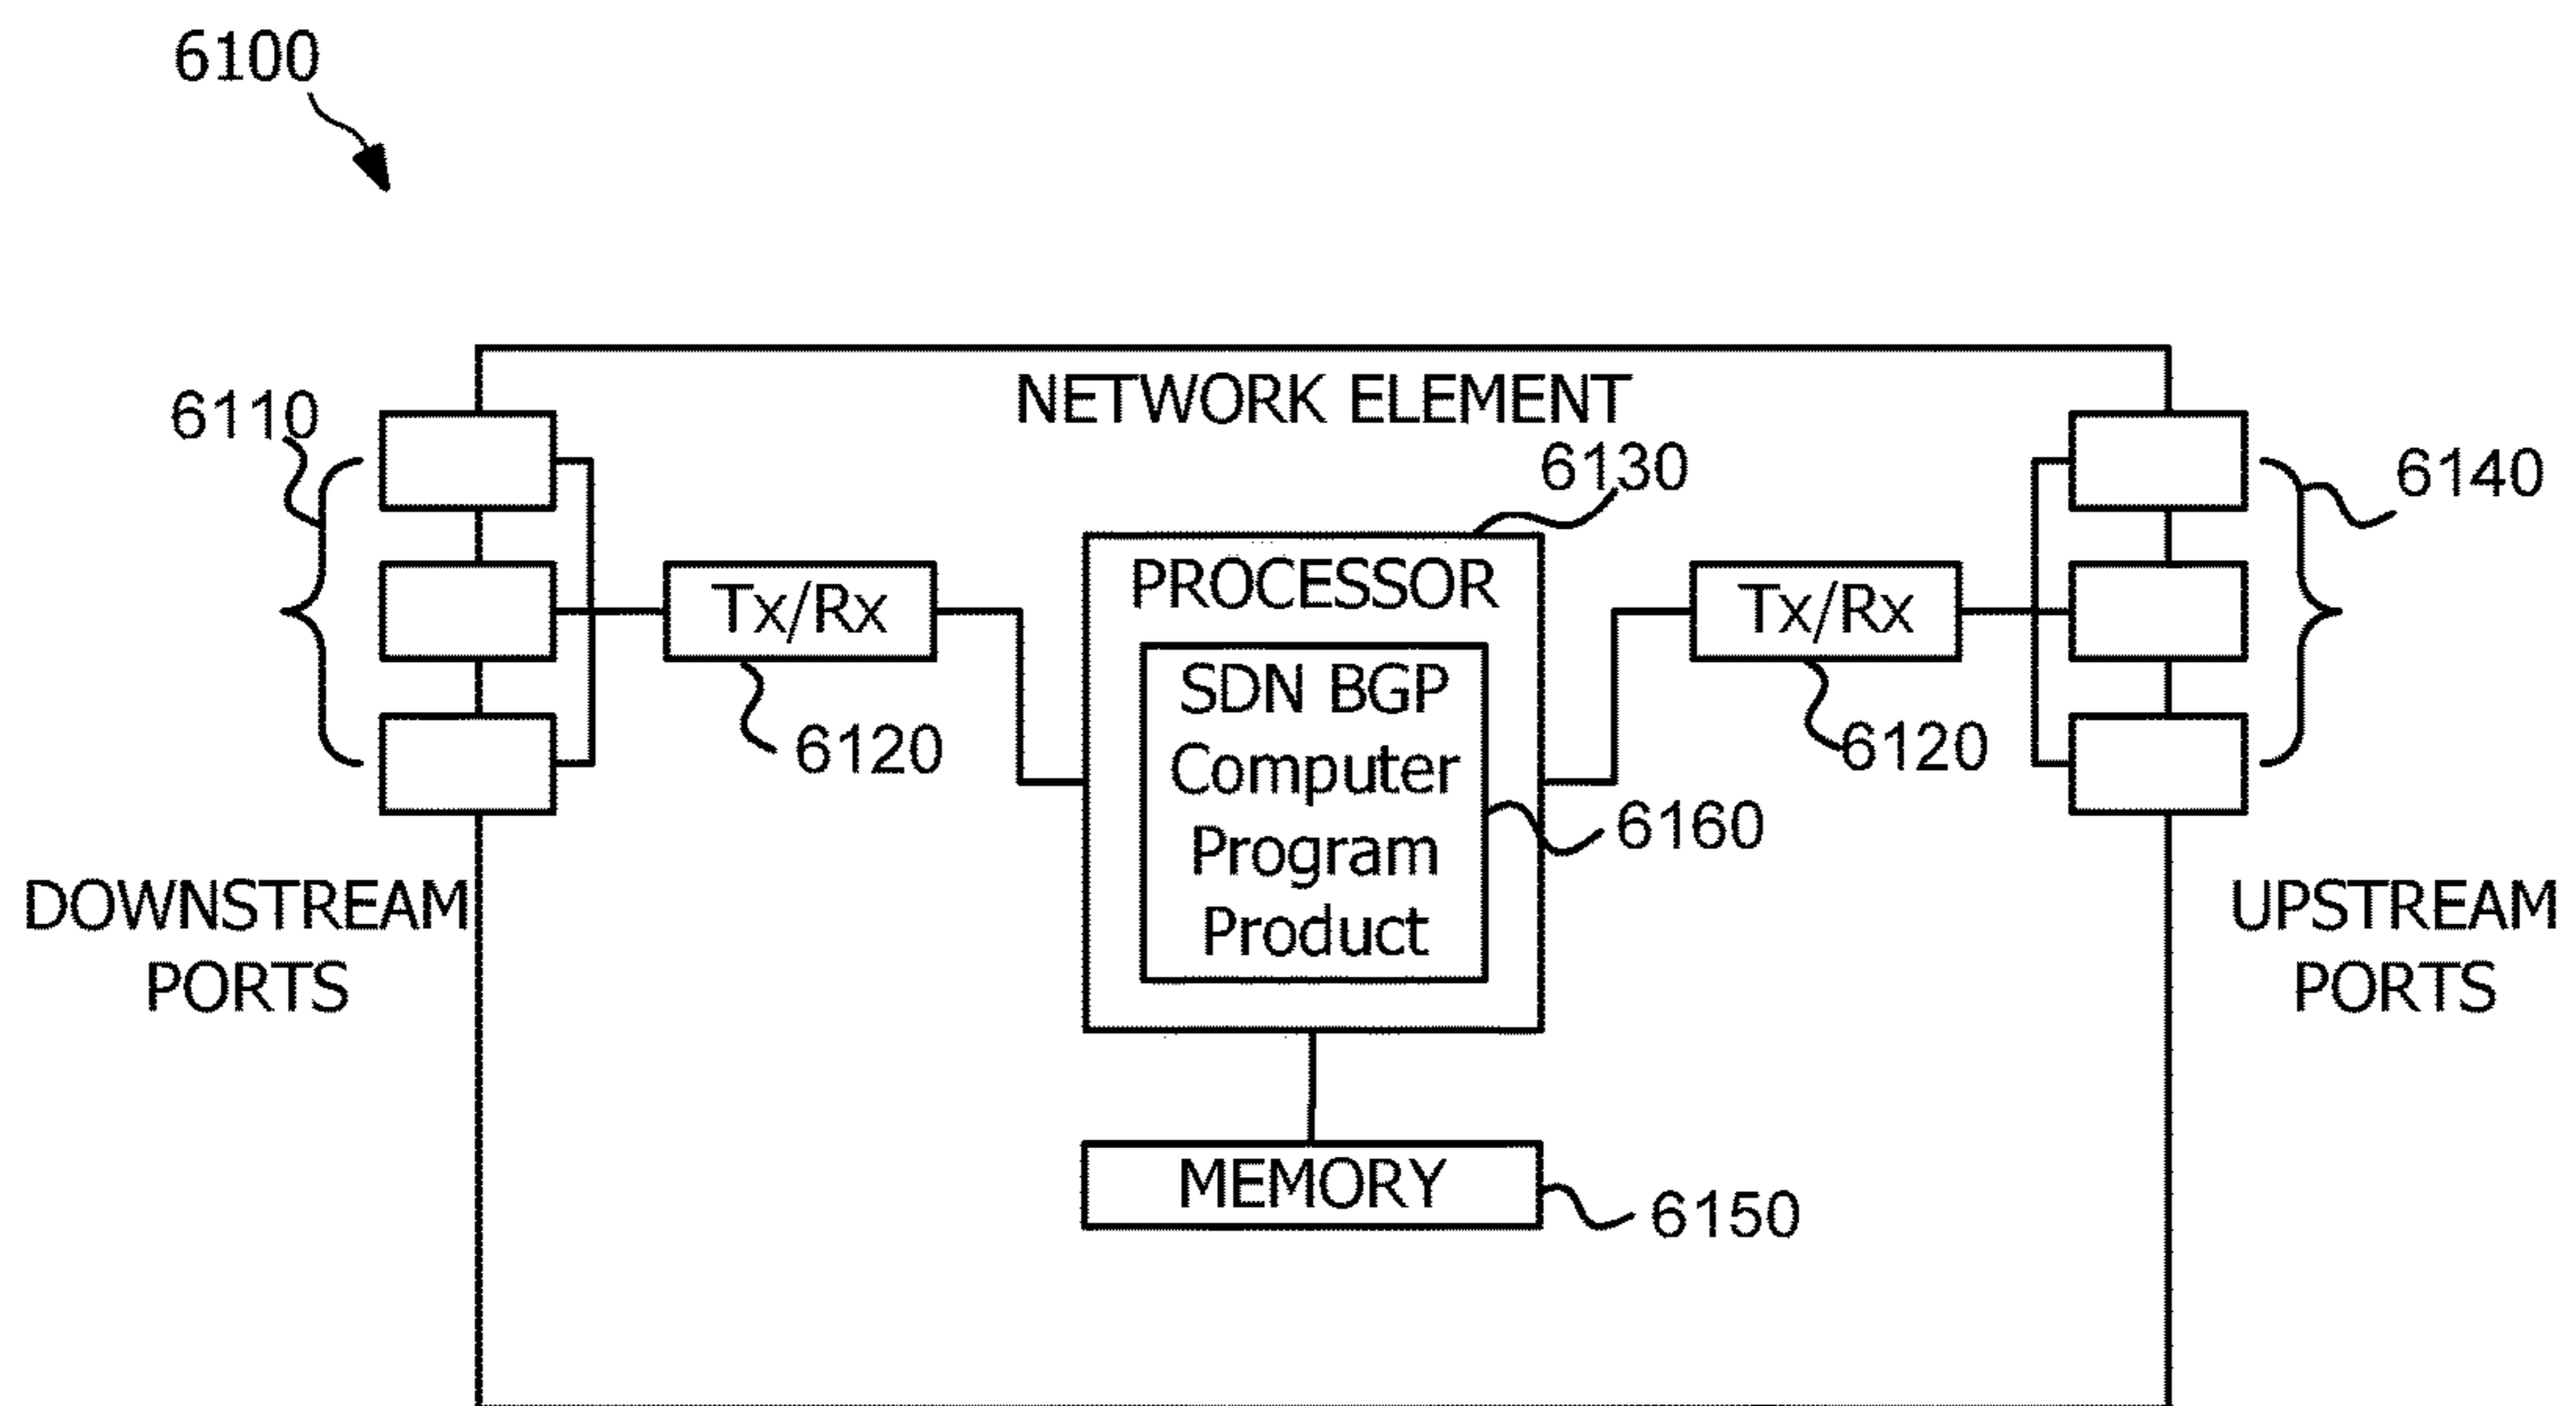 6100
NETWORK ELEMENT
6110
6130
6140
PROCESSOR
Tx/Rx
Tx/Rx
SDN BGP
Computer
Program
Product
6120
6120
6160
DOWNSTREAM
PORTS
UPSTREAM
PORTS
MEMORY
6150